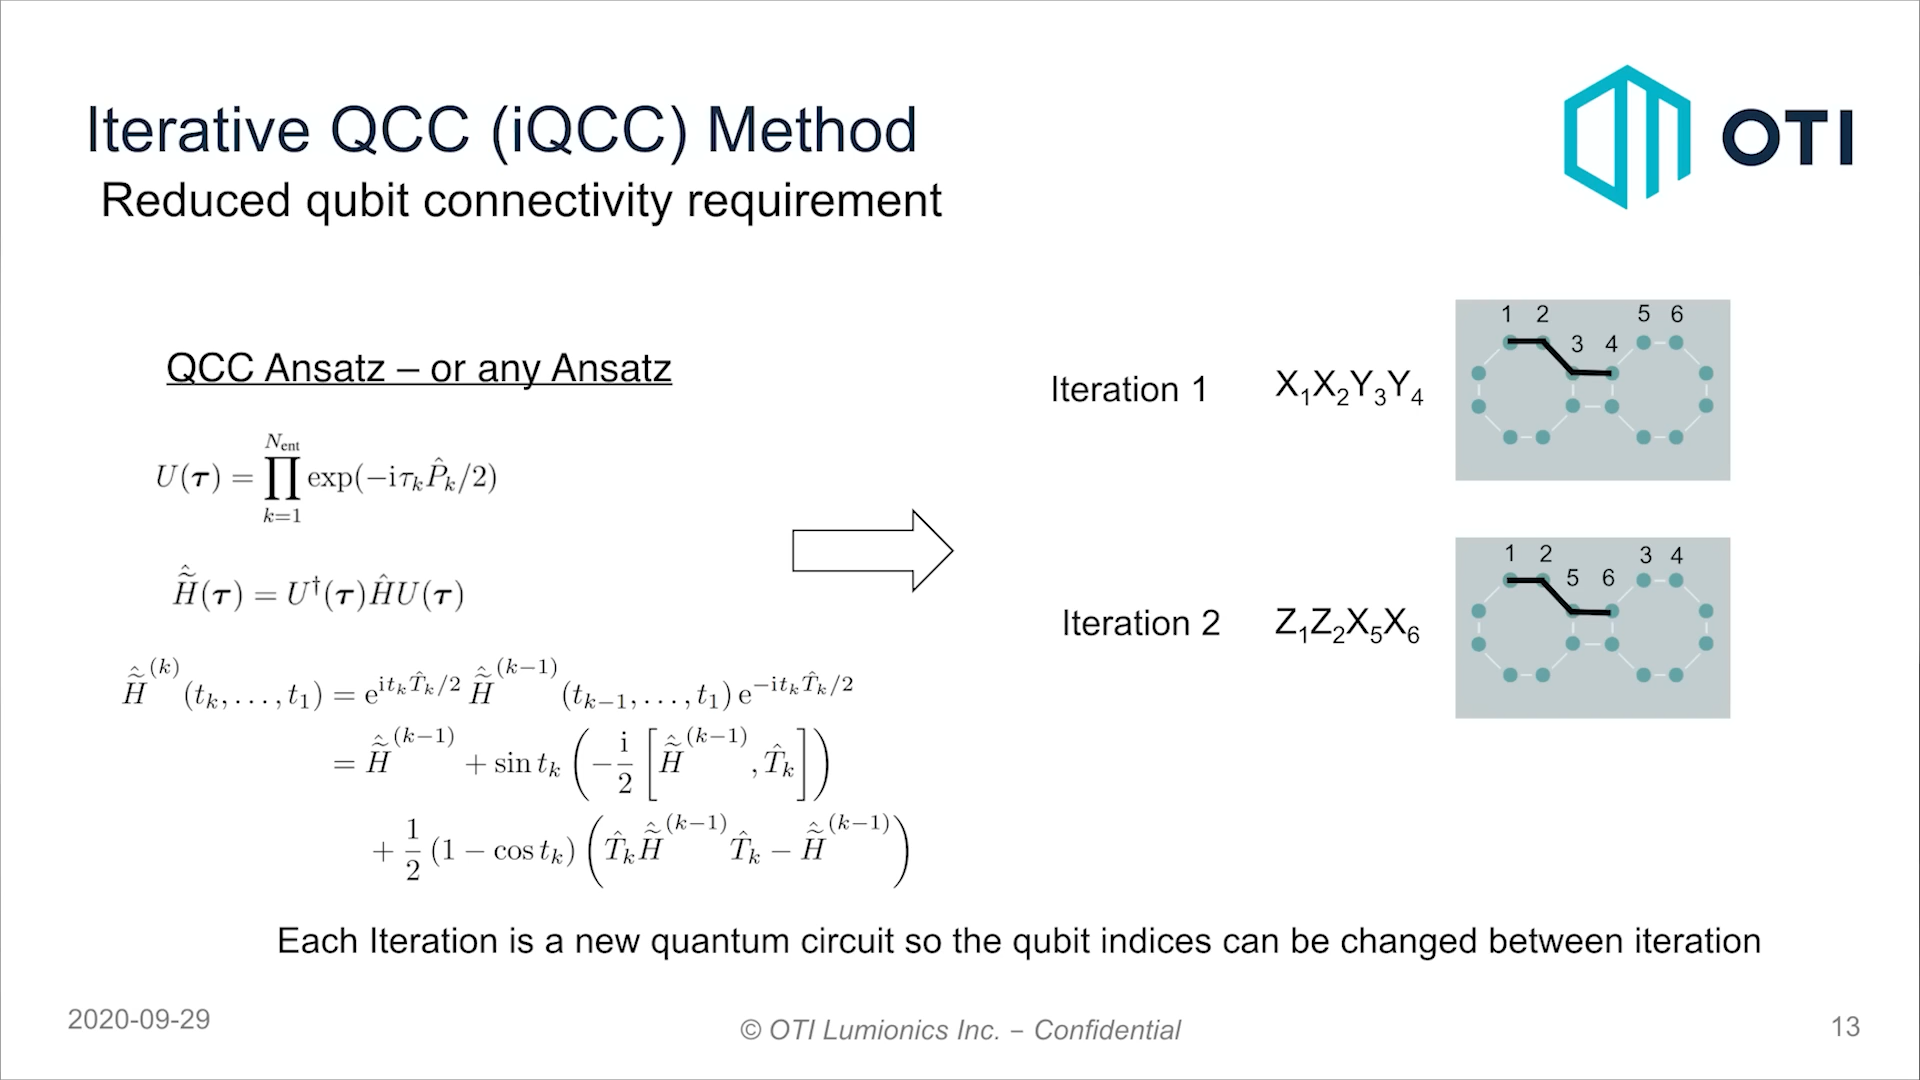 Iterative QCC (iQCC) Method
OTI
Reduced qubit connectivity requirement
QCC Ansatz – or any Ansatz
U(τ) = ∏_{k=1}^{N_ent} exp(−iτ_k P̂_k/2)
H̃̂(τ) = U†(τ)ĤU(τ)
H̃̂^(k)(t_k, . . . , t_1) = e^{it_k T̂_k/2} H̃̂^(k−1)(t_{k−1}, . . . , t_1) e^{−it_k T̂_k/2}
= H̃̂^(k−1) + sin t_k (−i/2 [H̃̂^(k−1), T̂_k])
+ 1/2 (1 − cos t_k) (T̂_k H̃̂^(k−1) T̂_k − H̃̂^(k−1))
Iteration 1
X₁X₂Y₃Y₄
1 2 5 6
3 4
Iteration 2
Z₁Z₂X₅X₆
1 2 3 4
5 6
Each Iteration is a new quantum circuit so the qubit indices can be changed between iteration
2020-09-29
© OTI Lumionics Inc. – Confidential
13